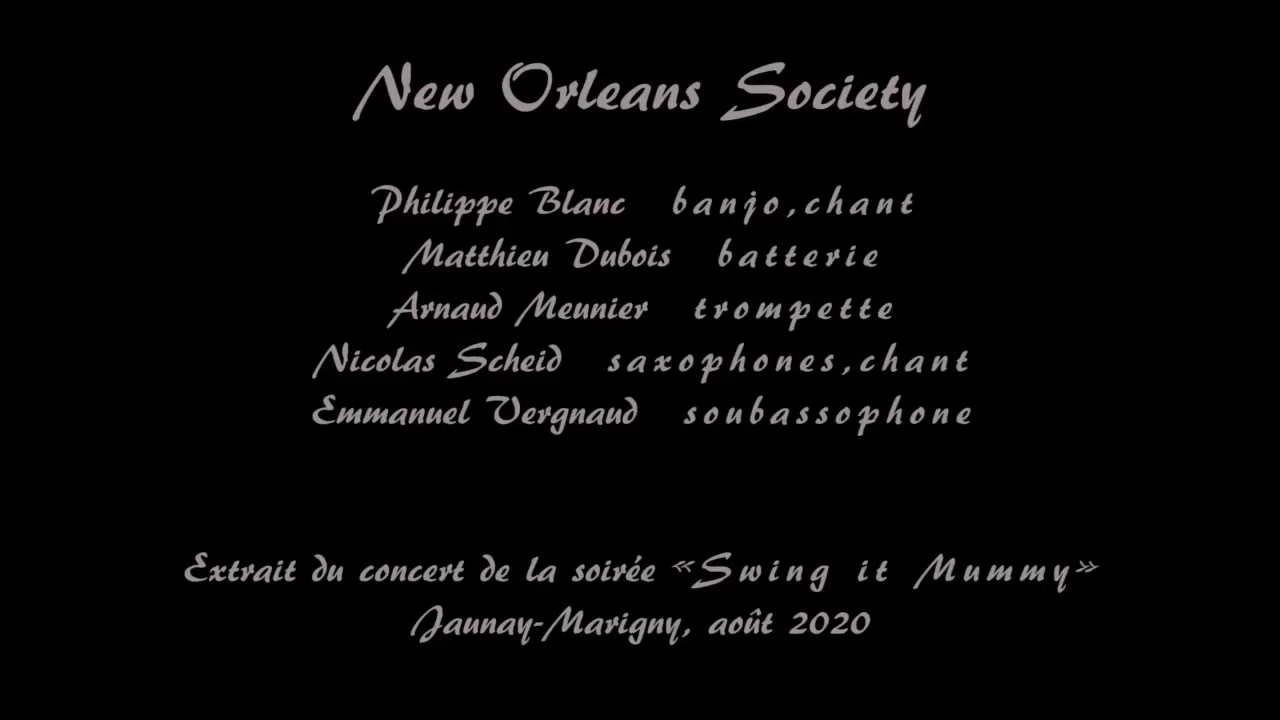 New Orleans Society
Philippe Blanc banjo,chant
Matthieu Dubois batterie
Arnaud Meunier trompette
Nicolas Scheid saxophones,chant
Emmanuel Vergnaud soubassophone
Extrait du concert de la soirée «Swing it Mummy»
Jaunay-Marigny, août 2020